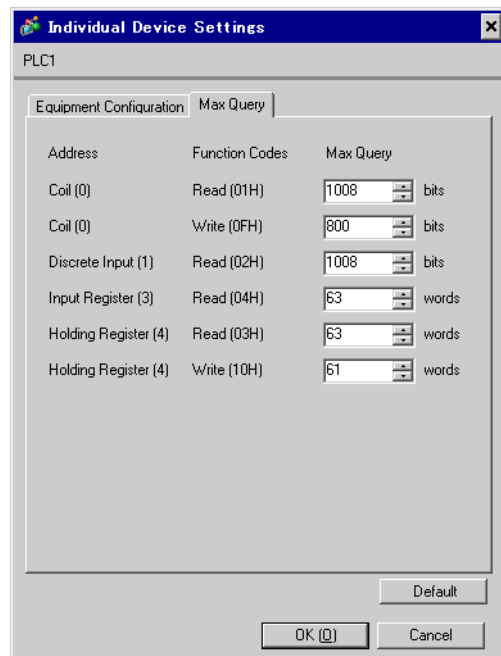 Individual Device Settings
PLC1
Equipment Configuration Max Query
Address Function Codes Max Query
Coil (0) Read (01H) 1008 bits
Coil (0) Write (0FH) 800 bits
Discrete Input (1) Read (02H) 1008 bits
Input Register (3) Read (04H) 63 words
Holding Register (4) Read (03H) 63 words
Holding Register (4) Write (10H) 61 words
Default
OK (O) Cancel